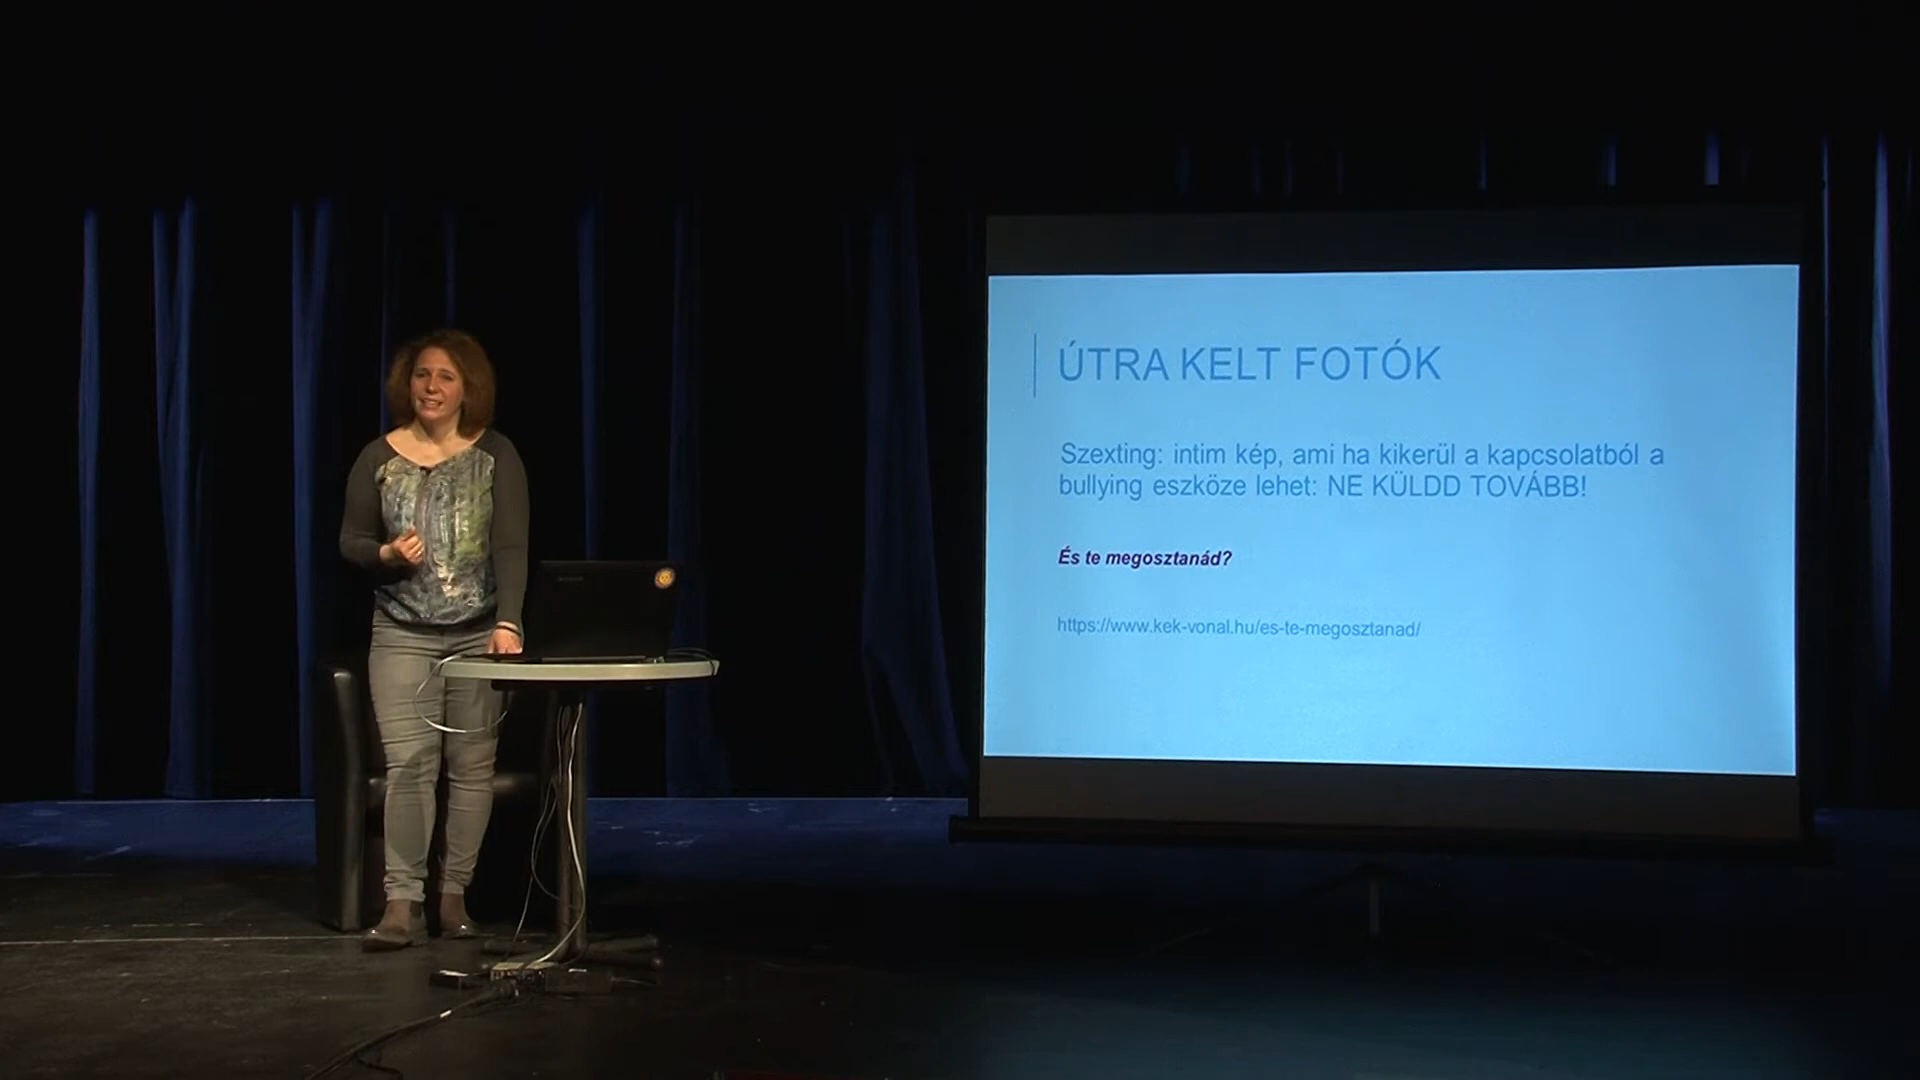 ÚTRA KELT FOTÓK
Szexting: intim kép, ami ha kikerül a kapcsolatból a
bullying eszköze lehet: NE KÜLDD TOVÁBB!
És te megosztanád?
https://www.kek-vonal.hu/es-te-megosztanad/